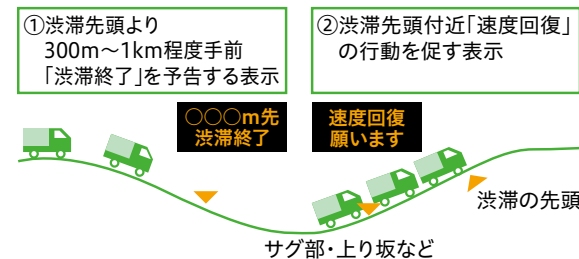 ①渋滞先頭より
300m～1km程度手前
「渋滞終了」を予告する表示
②渋滞先頭付近「速度回復」
の行動を促す表示
○○○m先
渋滞終了
速度回復
願います
渋滞の先頭
サグ部・上り坂など